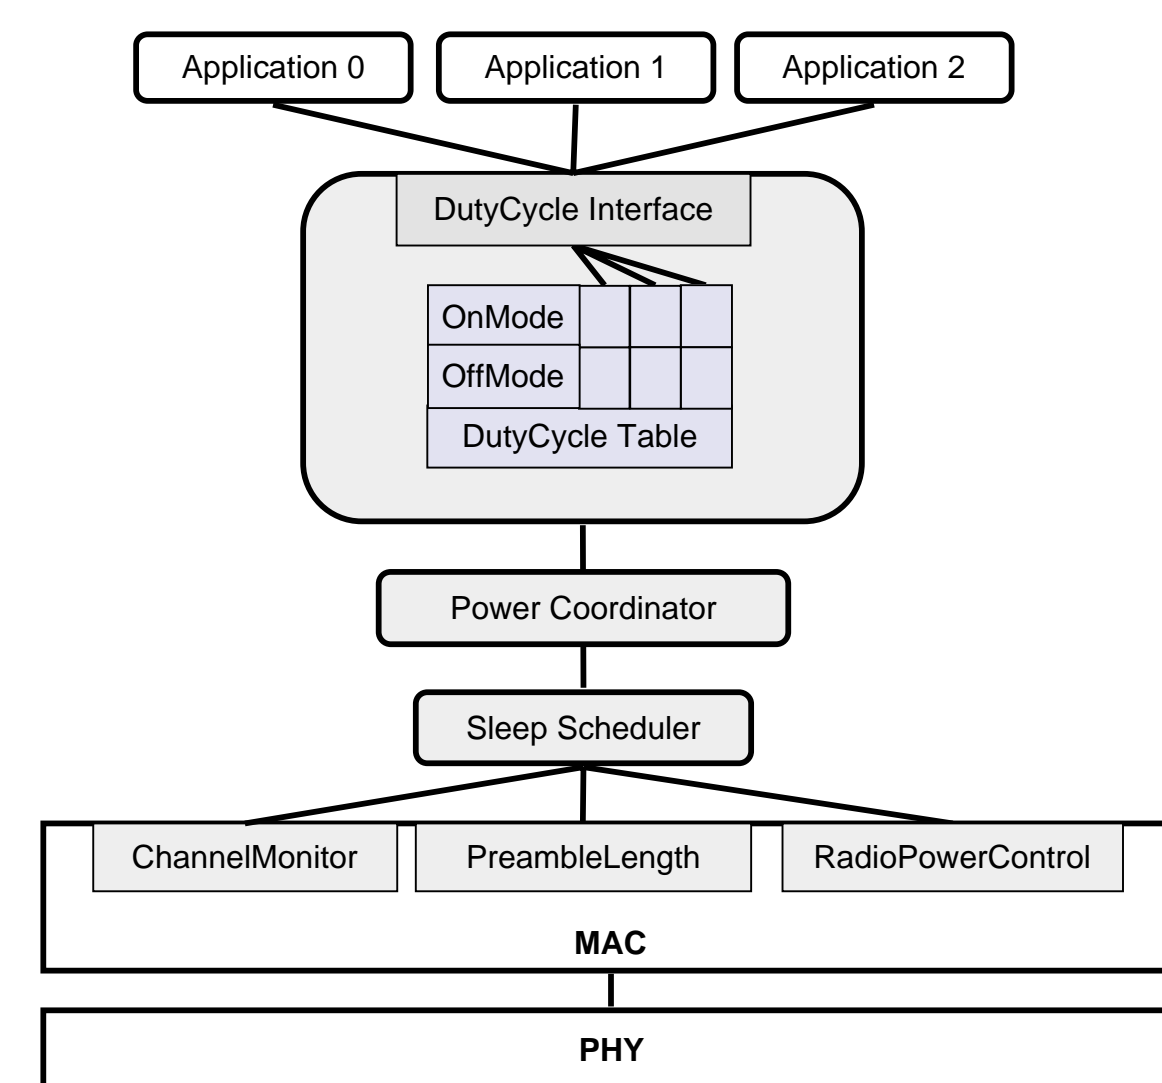 Application 0
Application 1
Application 2
DutyCycle Interface
OnMode
OffMode
DutyCycle Table
Power Coordinator
Sleep Scheduler
ChannelMonitor
PreambleLength
RadioPowerControl
MAC
PHY